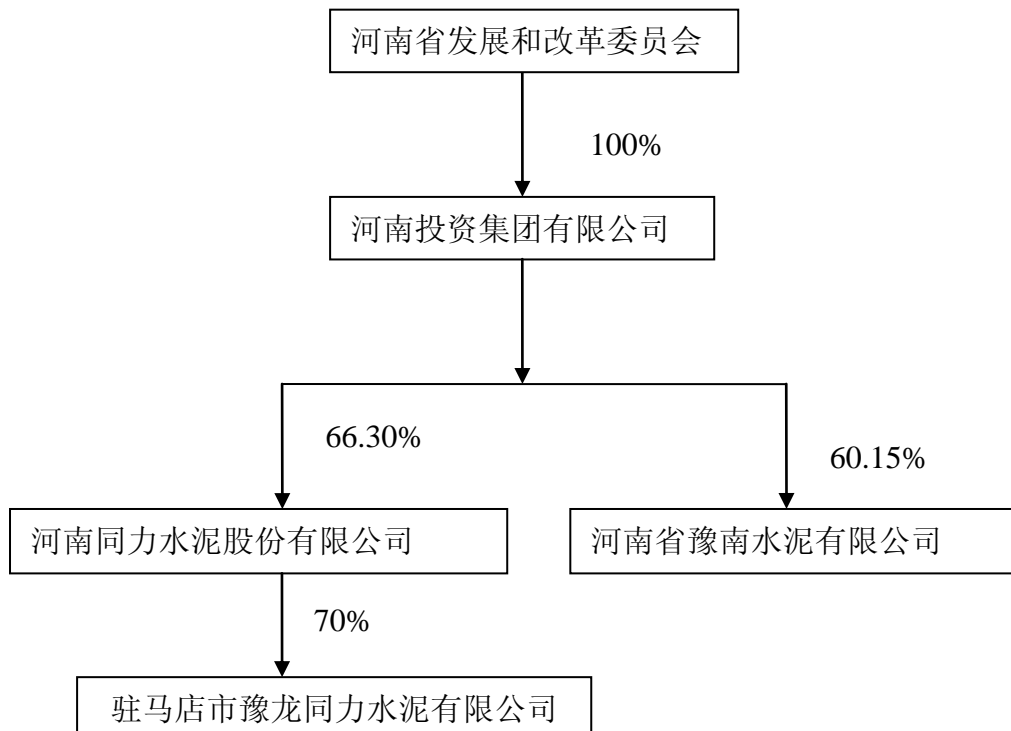 河南省发展和改革委员会
100%
河南投资集团有限公司
66.30%
60.15%
河南同力水泥股份有限公司
河南省豫南水泥有限公司
70%
驻马店市豫龙同力水泥有限公司